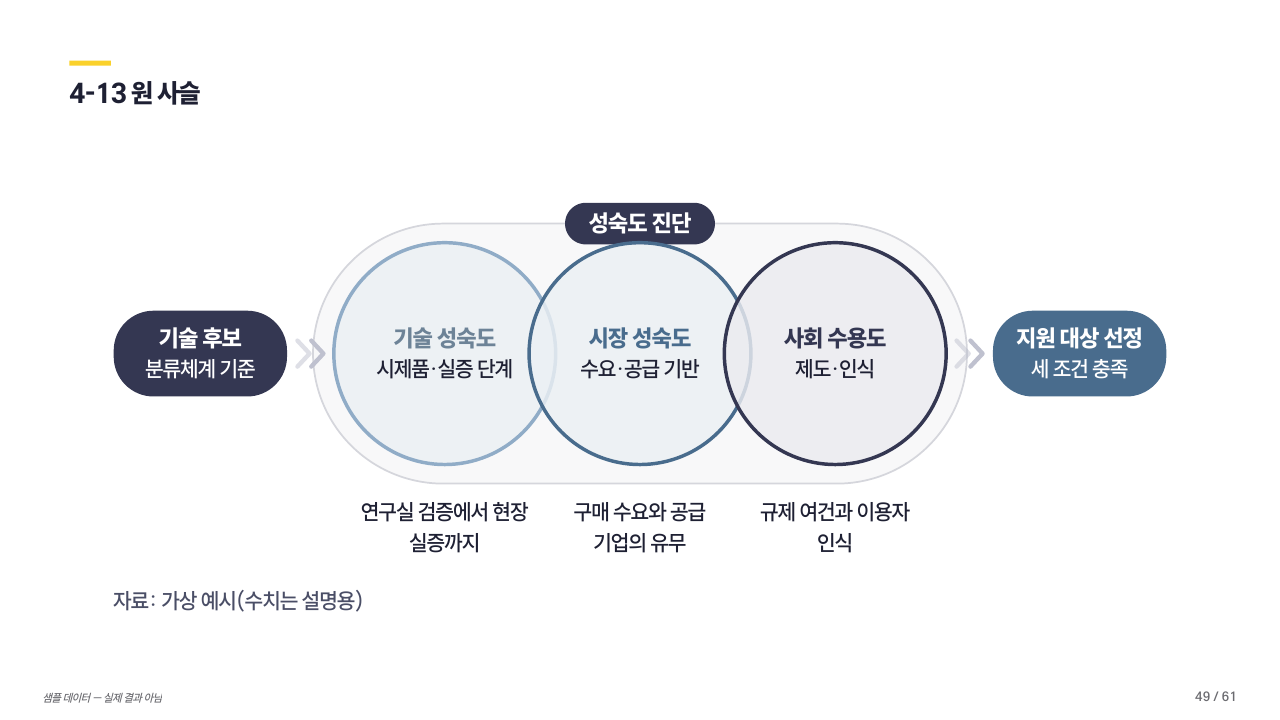 4-13 원 사슬
성숙도 진단
기술 후보
분류체계 기준
기술 성숙도
시제품·실증 단계
시장 성숙도
수요·공급 기반
사회 수용도
제도·인식
지원 대상 선정
세 조건 충족
연구실 검증에서 현장
실증까지
구매 수요와 공급
기업의 유무
규제 여건과 이용자
인식
자료: 가상 예시(수치는 설명용)
샘플 데이터 — 실제 결과 아님
49 / 61